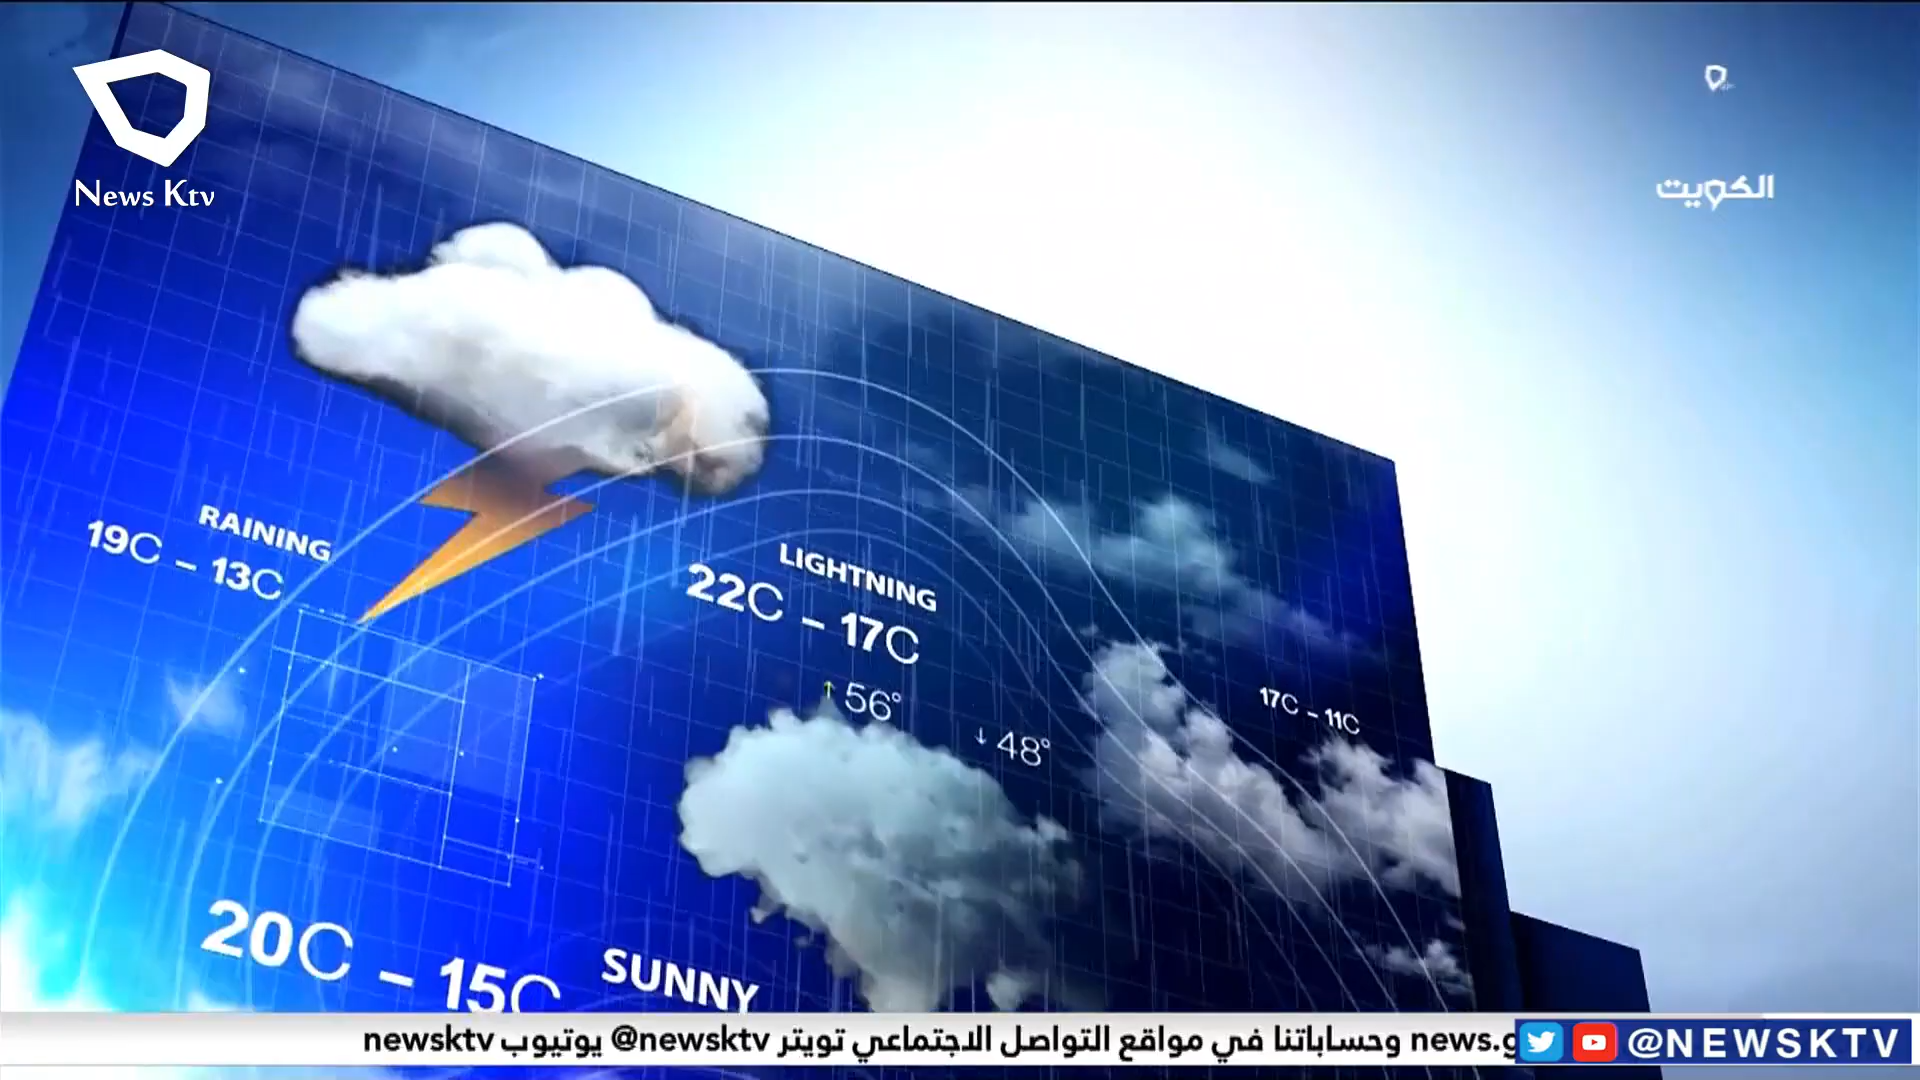 News Ktv
الكويت
RAINING
19C – 13C
LIGHTNING
22C – 17C
↑ 56°
↓ 48°
17C – 11C
20C – 15C
SUNNY
news.g وحساباتنا في مواقع التواصل الاجتماعي تويتر @newsktv يوتيوب newsktv
@NEWSKTV